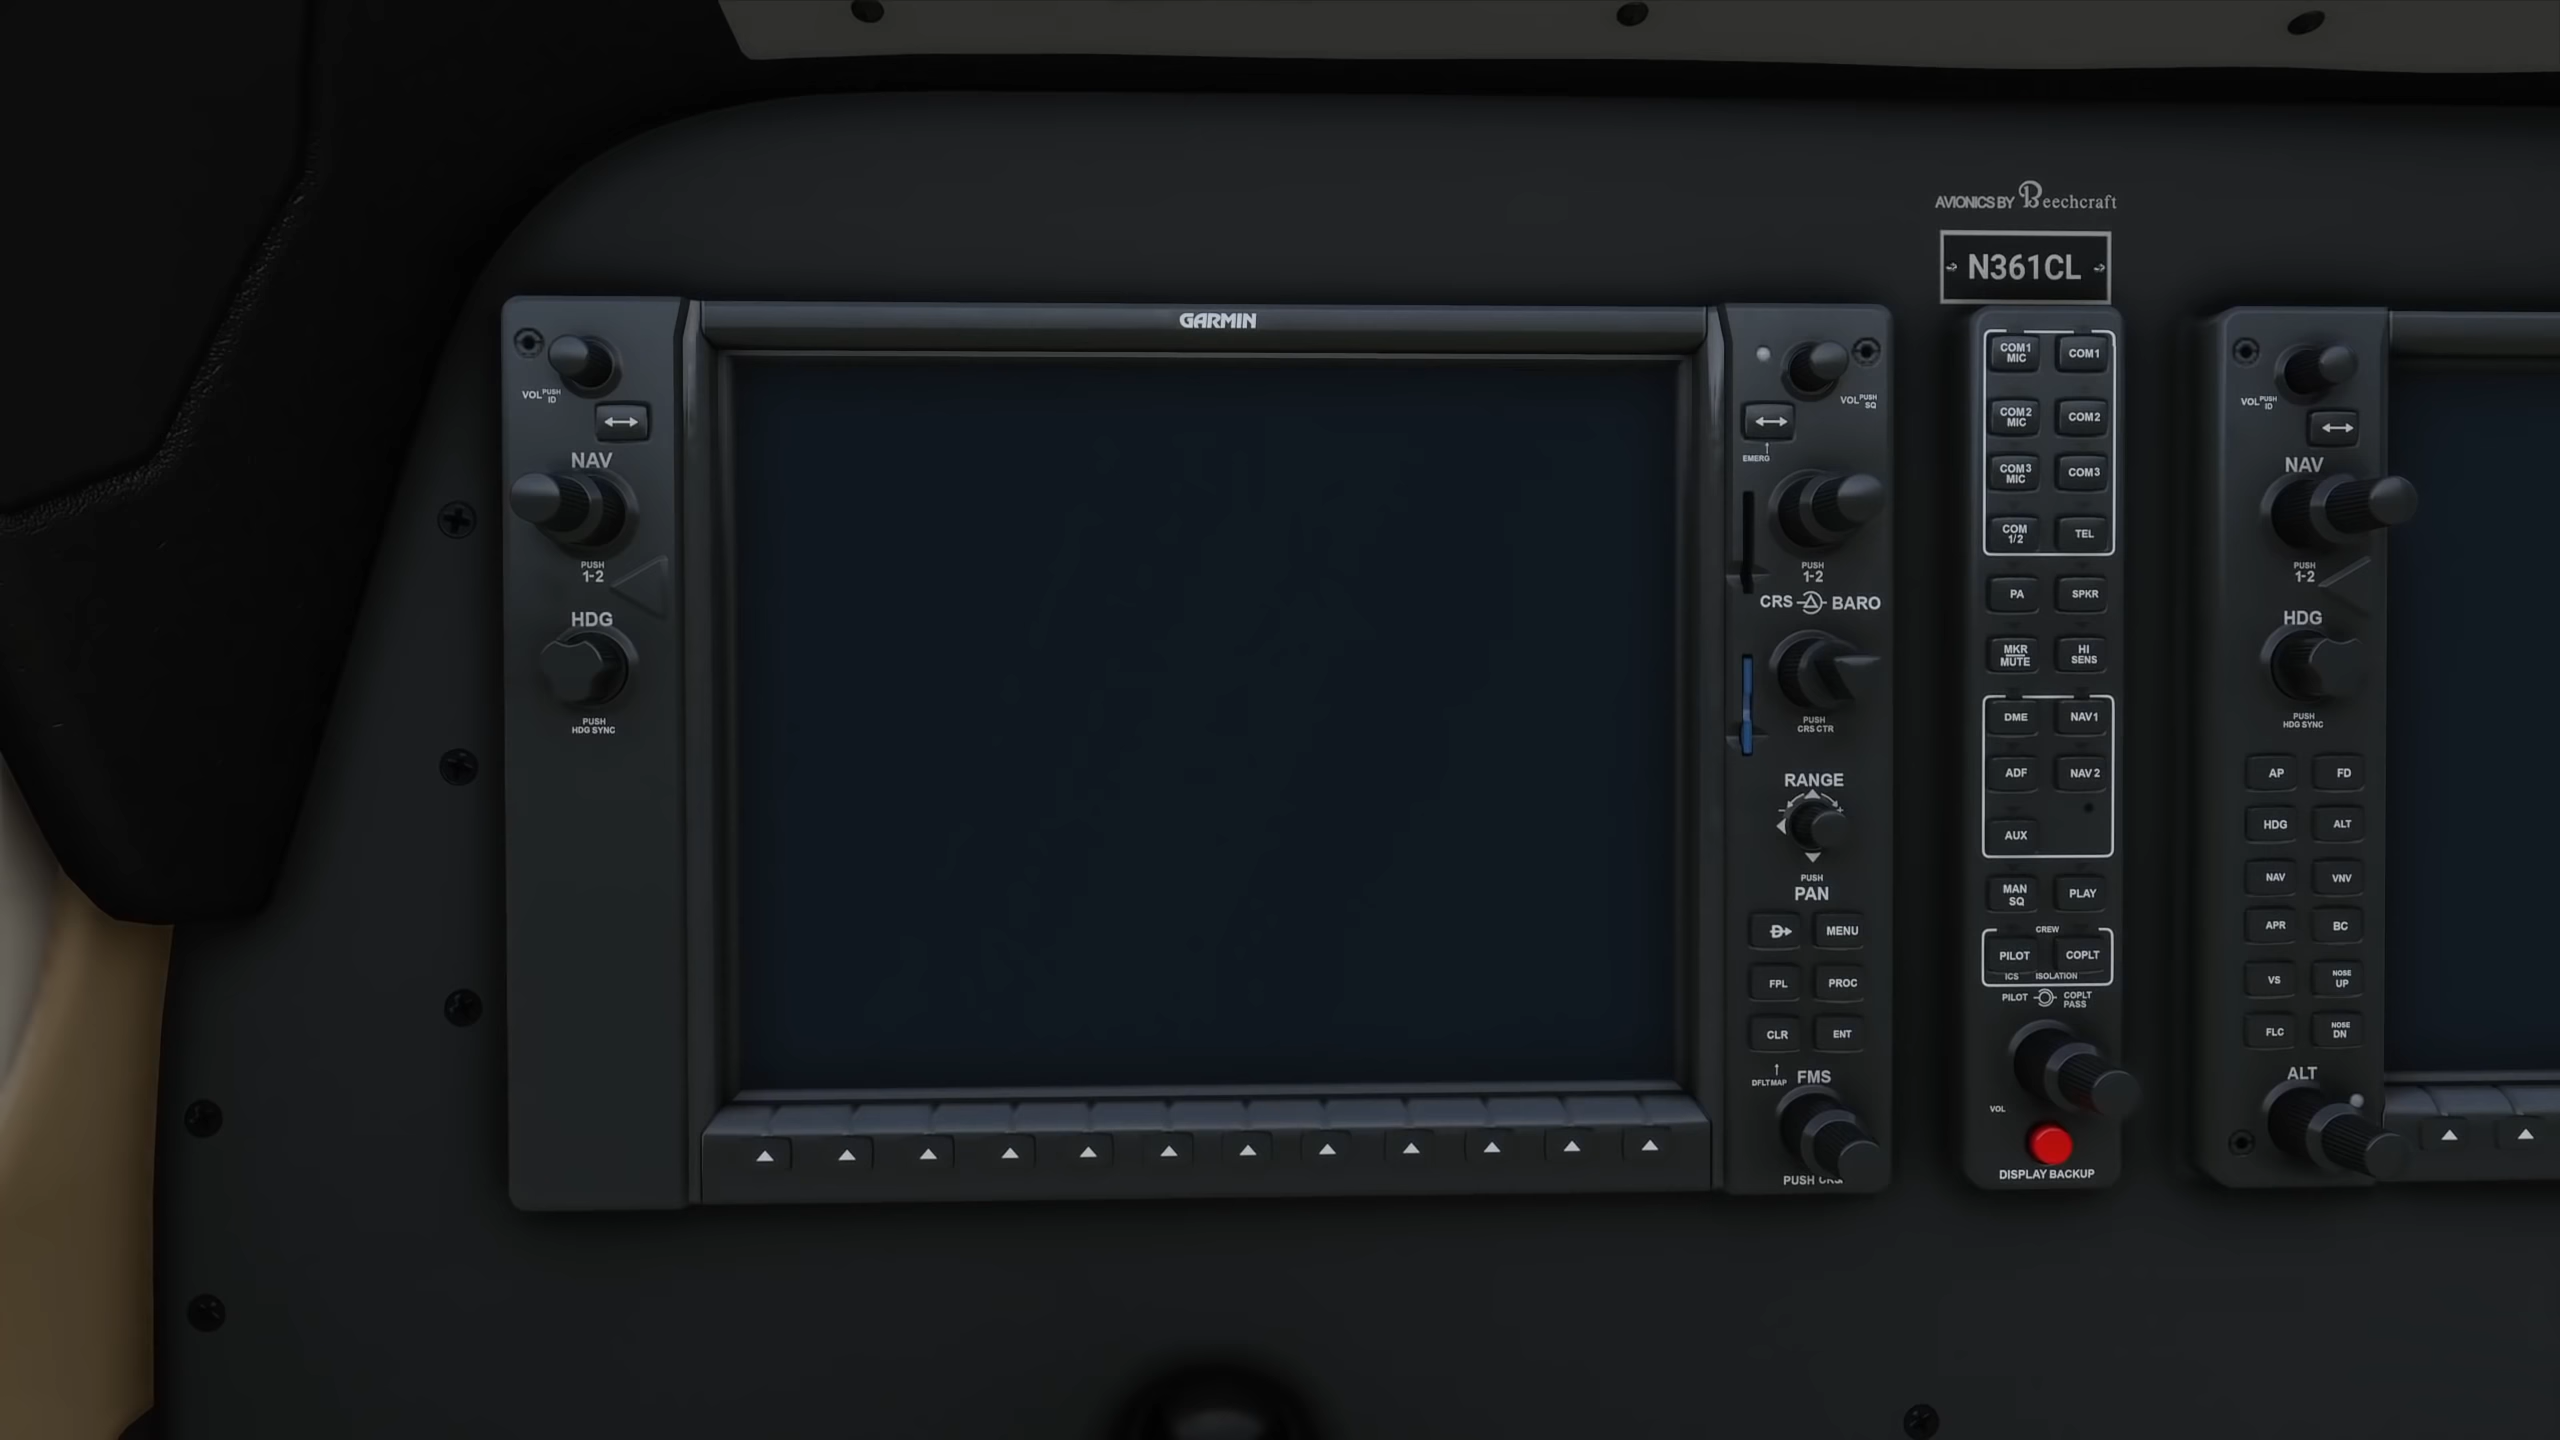 AVIONICS BY Beechcraft
N361CL
GARMIN
VOL PUSH ID
NAV
PUSH
1-2
HDG
PUSH
HDG SYNC
VOL PUSH SQ
EMERG
PUSH
1-2
CRS BARO
PUSH
CRS CTR
RANGE
PUSH
PAN
D MENU
FPL PROC
CLR ENT
DFLT MAP FMS
PUSH
COM1 MIC COM1
COM2 MIC COM2
COM3 MIC COM3
COM 1/2 TEL
PA SPKR
MKR MUTE HI SENS
DME NAV1
ADF NAV2
AUX
MAN SQ PLAY
CREW
PILOT COPLT
ICS ISOLATION
PILOT COPLT PASS
VOL
DISPLAY BACKUP
VOL PUSH ID
NAV
PUSH
1-2
HDG
PUSH
HDG SYNC
AP FD
HDG ALT
NAV VNV
APR BC
VS NOSE UP
FLC NOSE DN
ALT